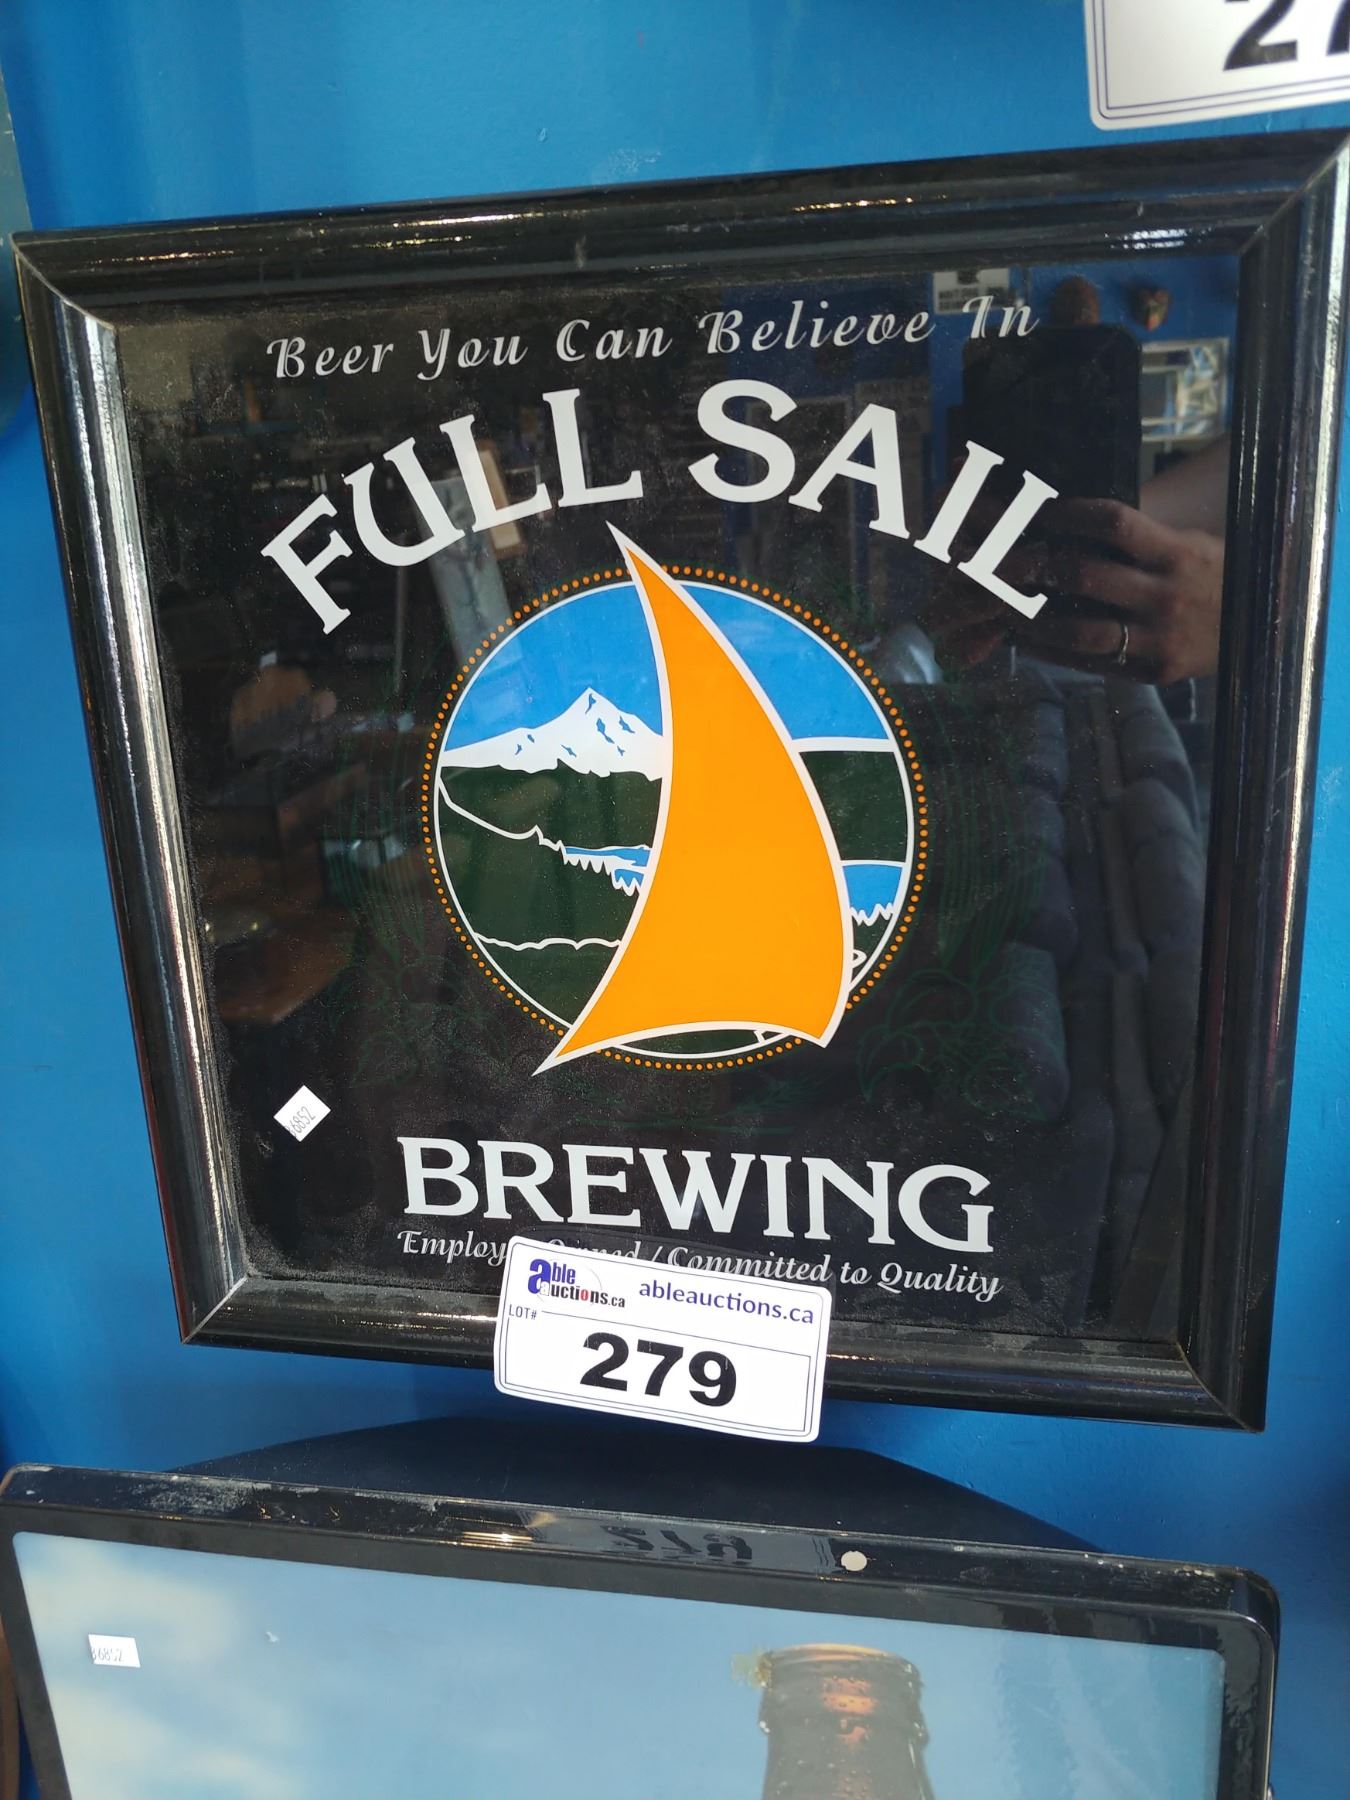 Beer You Can Believe In
FULL SAIL
BREWING
Committed to Quality
able auctions.ca
ableauctions.ca
LOT#
279